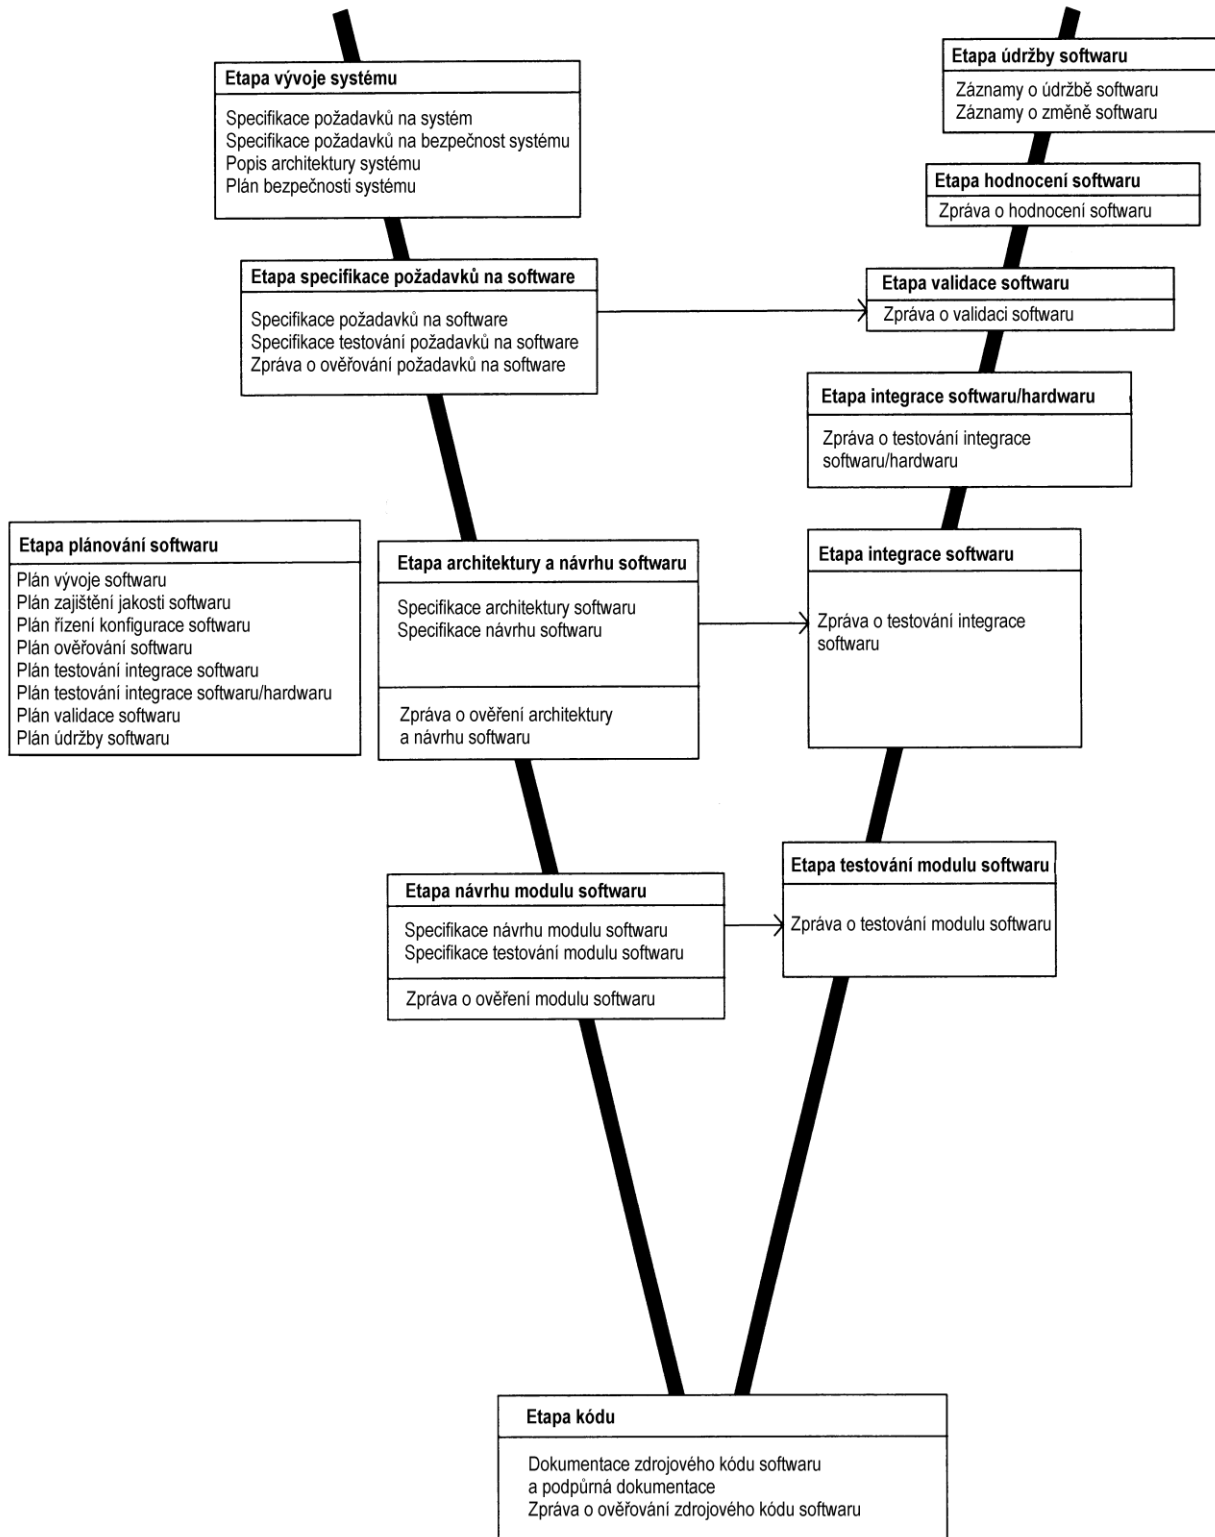 Etapa vývoje systému
Specifikace požadavků na systém
Specifikace požadavků na bezpečnost systému
Popis architektury systému
Plán bezpečnosti systému
Etapa údržby softwaru
Záznamy o údržbě softwaru
Záznamy o změně softwaru
Etapa hodnocení softwaru
Zpráva o hodnocení softwaru
Etapa specifikace požadavků na software
Specifikace požadavků na software
Specifikace testování požadavků na software
Zpráva o ověřování požadavků na software
Etapa validace softwaru
Zpráva o validaci softwaru
Etapa integrace softwaru/hardwaru
Zpráva o testování integrace
softwaru/hardwaru
Etapa plánování softwaru
Plán vývoje softwaru
Plán zajištění jakosti softwaru
Plán řízení konfigurace softwaru
Plán ověřování softwaru
Plán testování integrace softwaru
Plán testování integrace softwaru/hardwaru
Plán validace softwaru
Plán údržby softwaru
Etapa architektury a návrhu softwaru
Specifikace architektury softwaru
Specifikace návrhu softwaru
Zpráva o ověření architektury
a návrhu softwaru
Etapa integrace softwaru
Zpráva o testování integrace
softwaru
Etapa návrhu modulu softwaru
Specifikace návrhu modulu softwaru
Specifikace testování modulu softwaru
Zpráva o ověření modulu softwaru
Etapa testování modulu softwaru
Zpráva o testování modulu softwaru
Etapa kódu
Dokumentace zdrojového kódu softwaru
a podpůrná dokumentace
Zpráva o ověřování zdrojového kódu softwaru